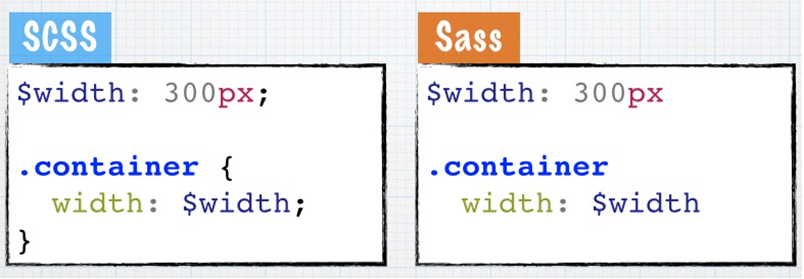 SCSS
$width: 300px;
.container {
width: $width;
}
Sass
$width: 300px
.container
width: $width